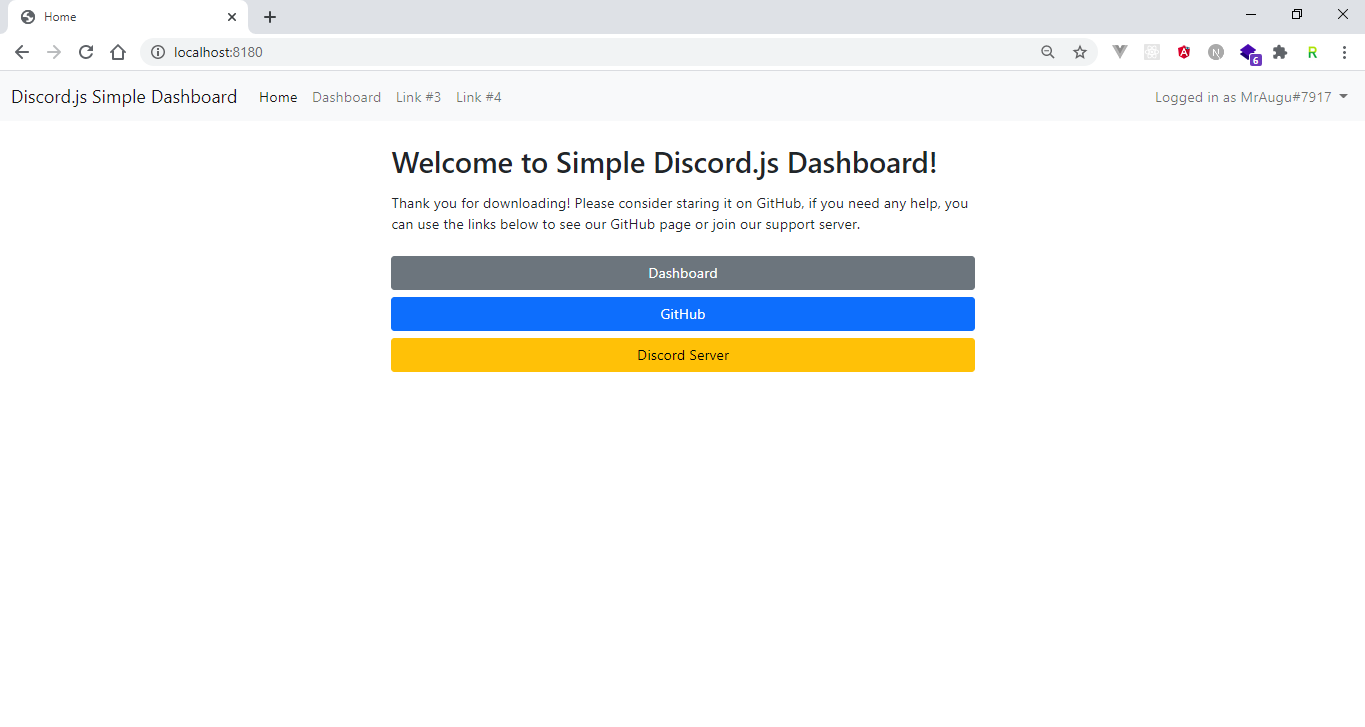 Home
localhost:8180
N
6
R
Discord.js Simple Dashboard Home Dashboard Link #3 Link #4 Logged in as MrAugu#7917
Welcome to Simple Discord.js Dashboard!
Thank you for downloading! Please consider staring it on GitHub, if you need any help, you
can use the links below to see our GitHub page or join our support server.
Dashboard
GitHub
Discord Server